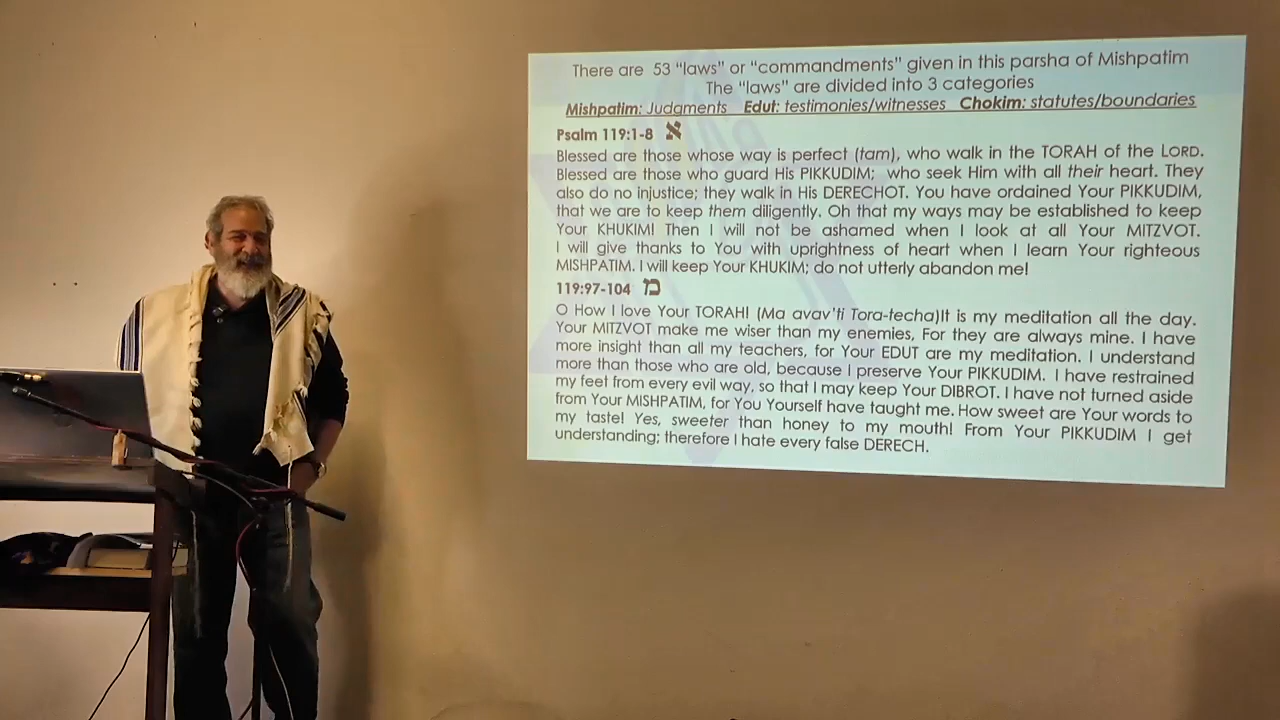 There are 53 “laws” or “commandments” given in this parsha of Mishpatim
The “laws” are divided into 3 categories
Mishpatim: Judgments Edut: testimonies/witnesses Chokim: statutes/boundaries
Psalm 119:1-8 א
Blessed are those whose way is perfect (tam), who walk in the TORAH of the LORD.
Blessed are those who guard His PIKKUDIM; who seek Him with all their heart. They
also do no injustice; they walk in His DERECHOT. You have ordained Your PIKKUDIM,
that we are to keep them diligently. Oh that my ways may be established to keep
Your KHUKIM! Then I will not be ashamed when I look at all Your MITZVOT.
I will give thanks to You with uprightness of heart when I learn Your righteous
MISHPATIM. I will keep Your KHUKIM; do not utterly abandon me!
119:97-104 מ
O How I love Your TORAH! (Ma avav’ti Tora-techa)It is my meditation all the day.
Your MITZVOT make me wiser than my enemies, For they are always mine. I have
more insight than all my teachers, for Your EDUT are my meditation. I understand
more than those who are old, because I preserve Your PIKKUDIM. I have restrained
my feet from every evil way, so that I may keep Your DIBROT. I have not turned aside
from Your MISHPATIM, for You Yourself have taught me. How sweet are Your words to
my taste! Yes, sweeter than honey to my mouth! From Your PIKKUDIM I get
understanding; therefore I hate every false DERECH.